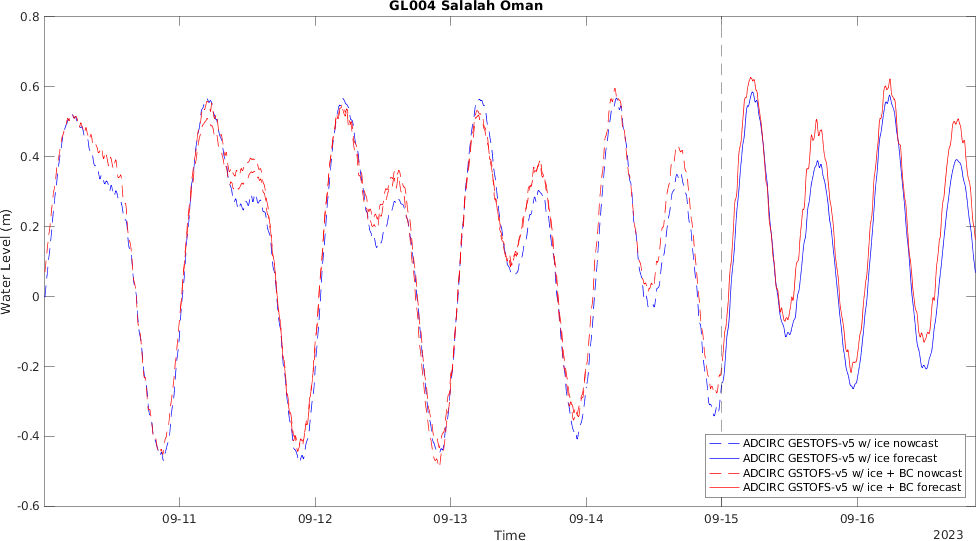 GL004 Salalah Oman
0.8
0.6
0.4
0.2
0
-0.2
-0.4
-0.6
Water Level (m)
09-11 09-12 09-13 09-14 09-15 09-16
Time
2023
ADCIRC GESTOFS-v5 w/ ice nowcast
ADCIRC GESTOFS-v5 w/ ice forecast
ADCIRC GSTOFS-v5 w/ ice + BC nowcast
ADCIRC GSTOFS-v5 w/ ice + BC forecast